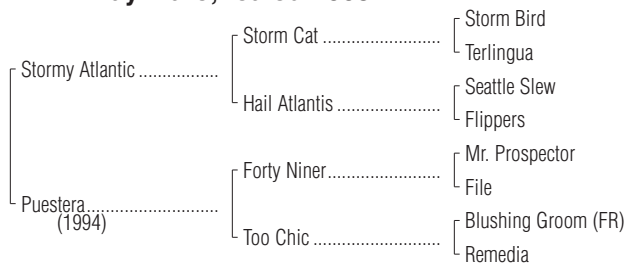 Storm Bird
Storm Cat ........................
Terlingua
Stormy Atlantic ................
Seattle Slew
Hail Atlantis .....................
Flippers
Mr. Prospector
Forty Niner.......................
File
Puestera...........................
(1994)
Blushing Groom (FR)
Too Chic ..........................
Remedia